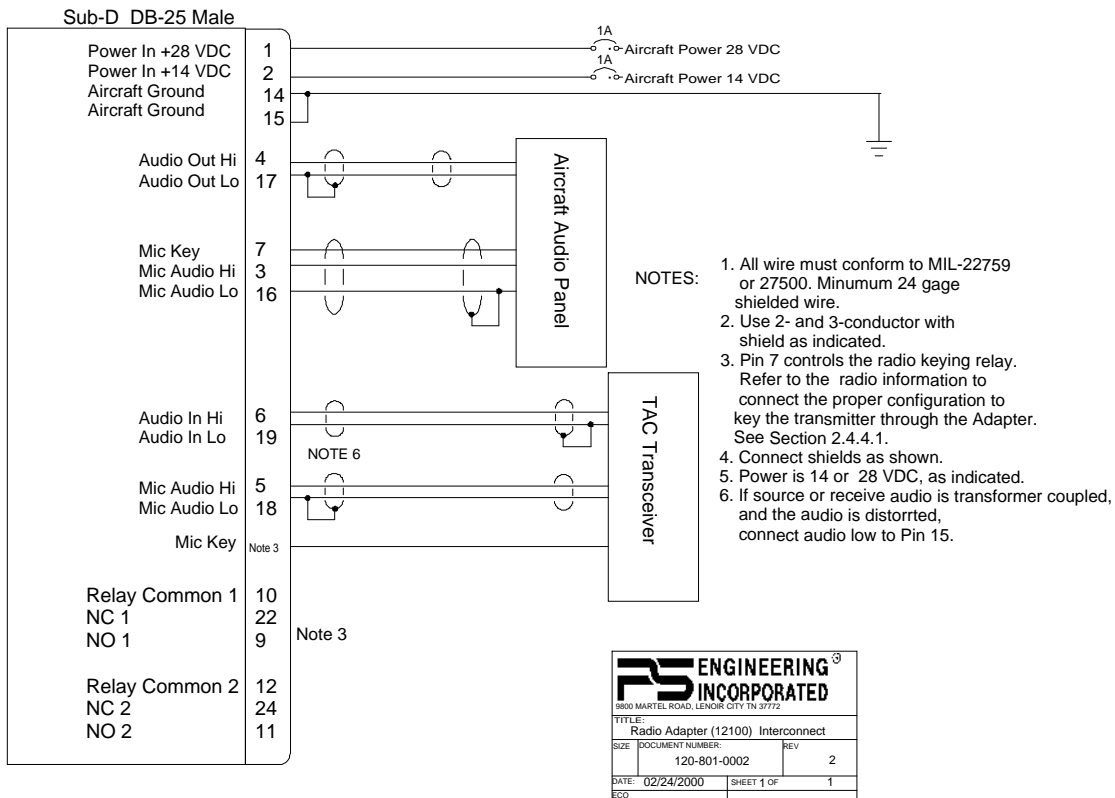 Sub-D DB-25 Male
Power In +28 VDC 1
Power In +14 VDC 2
Aircraft Ground 14
Aircraft Ground 15
1A
Aircraft Power 28 VDC
1A
Aircraft Power 14 VDC
Audio Out Hi 4
Audio Out Lo 17
Mic Key 7
Mic Audio Hi 3
Mic Audio Lo 16
Aircraft Audio Panel
Audio In Hi 6
Audio In Lo 19
NOTE 6
Mic Audio Hi 5
Mic Audio Lo 18
Mic Key Note 3
TAC Transceiver
Relay Common 1 10
NC 1 22
NO 1 9
Note 3
Relay Common 2 12
NC 2 24
NO 2 11
NOTES:
1. All wire must conform to MIL-22759
or 27500. Minumum 24 gage
shielded wire.
2. Use 2- and 3-conductor with
shield as indicated.
3. Pin 7 controls the radio keying relay.
Refer to the radio information to
connect the proper configuration to
key the transmitter through the Adapter.
See Section 2.4.4.1.
4. Connect shields as shown.
5. Power is 14 or 28 VDC, as indicated.
6. If source or receive audio is transformer coupled,
and the audio is distorrted,
connect audio low to Pin 15.
PS ENGINEERING ®
INCORPORATED
9800 MARTEL ROAD, LENOIR CITY TN 37772
TITLE:
Radio Adapter (12100) Interconnect
SIZE DOCUMENT NUMBER: REV
120-801-0002 2
DATE: 02/24/2000 SHEET 1 OF 1
ECO